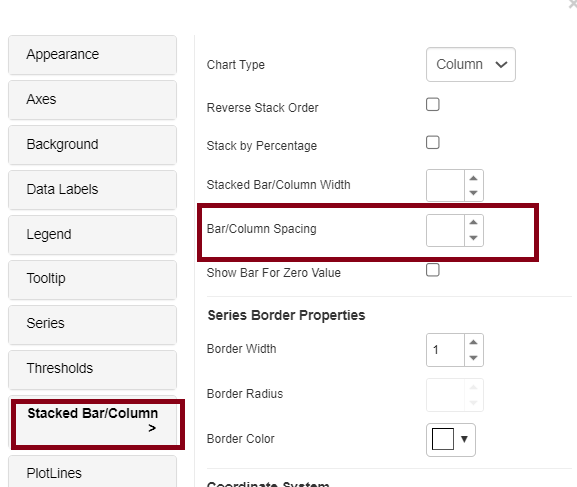 Appearance
Axes
Background
Data Labels
Legend
Tooltip
Series
Thresholds
Stacked Bar/Column
>
PlotLines
Chart Type
Column
Reverse Stack Order
Stack by Percentage
Stacked Bar/Column Width
Bar/Column Spacing
Show Bar For Zero Value
Series Border Properties
Border Width
1
Border Radius
Border Color
Coordinate System